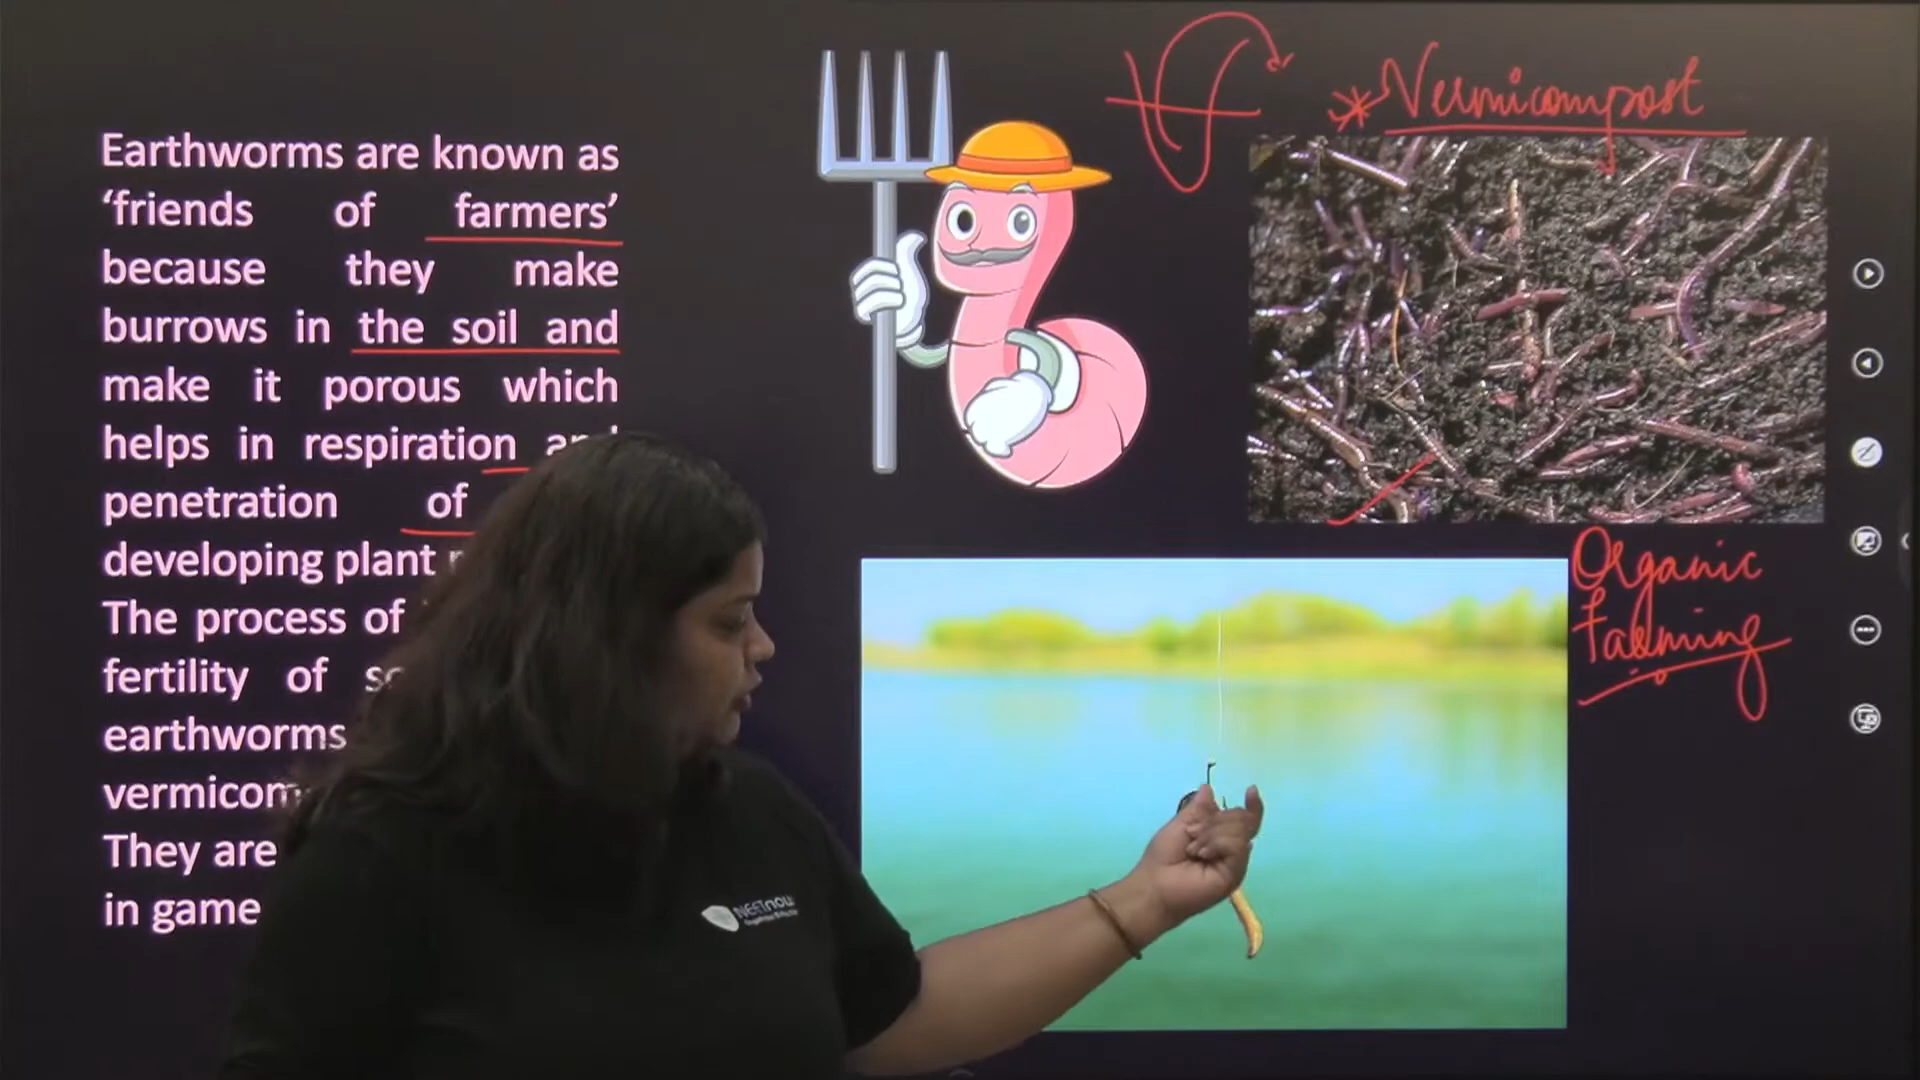 Earthworms are known as
‘friends of farmers’
because they make
burrows in the soil and
make it porous which
helps in respiration
penetration of
developing plant
The process of
fertility of
earthworms
They are
in game
Vermicompost
Organic
Farming
NEETnow